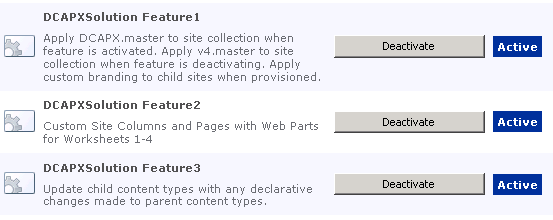 DCAPXSolution Feature1
Apply DCAPX.master to site collection when
feature is activated. Apply v4.master to site
collection when feature is deactivating. Apply
custom branding to child sites when provisioned.
Deactivate
Active
DCAPXSolution Feature2
Custom Site Columns and Pages with Web Parts
for Worksheets 1-4
Deactivate
Active
DCAPXSolution Feature3
Update child content types with any declarative
changes made to parent content types.
Deactivate
Active